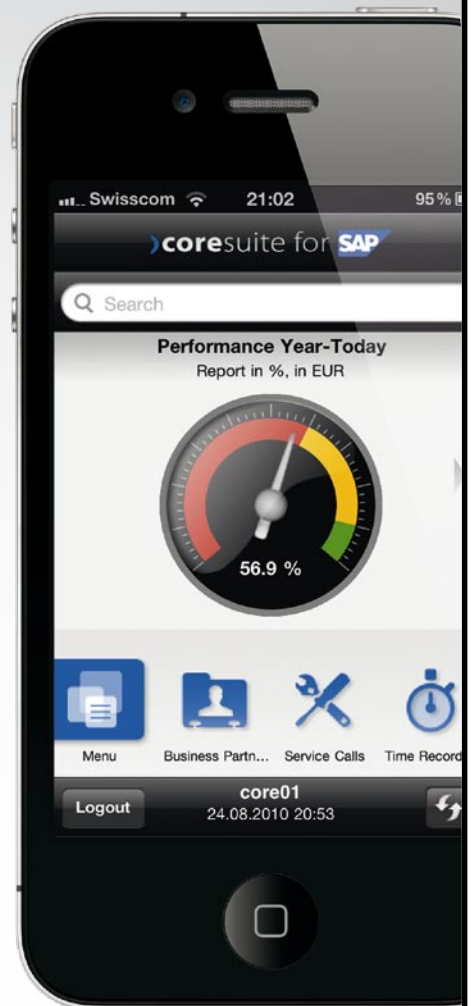 Swisscom 21:02 95%
coresuite for SAP
Search
Performance Year-Today
Report in %, in EUR
56.9 %
Menu Business Partn... Service Calls Time Record
Logout core01
24.08.2010 20:53